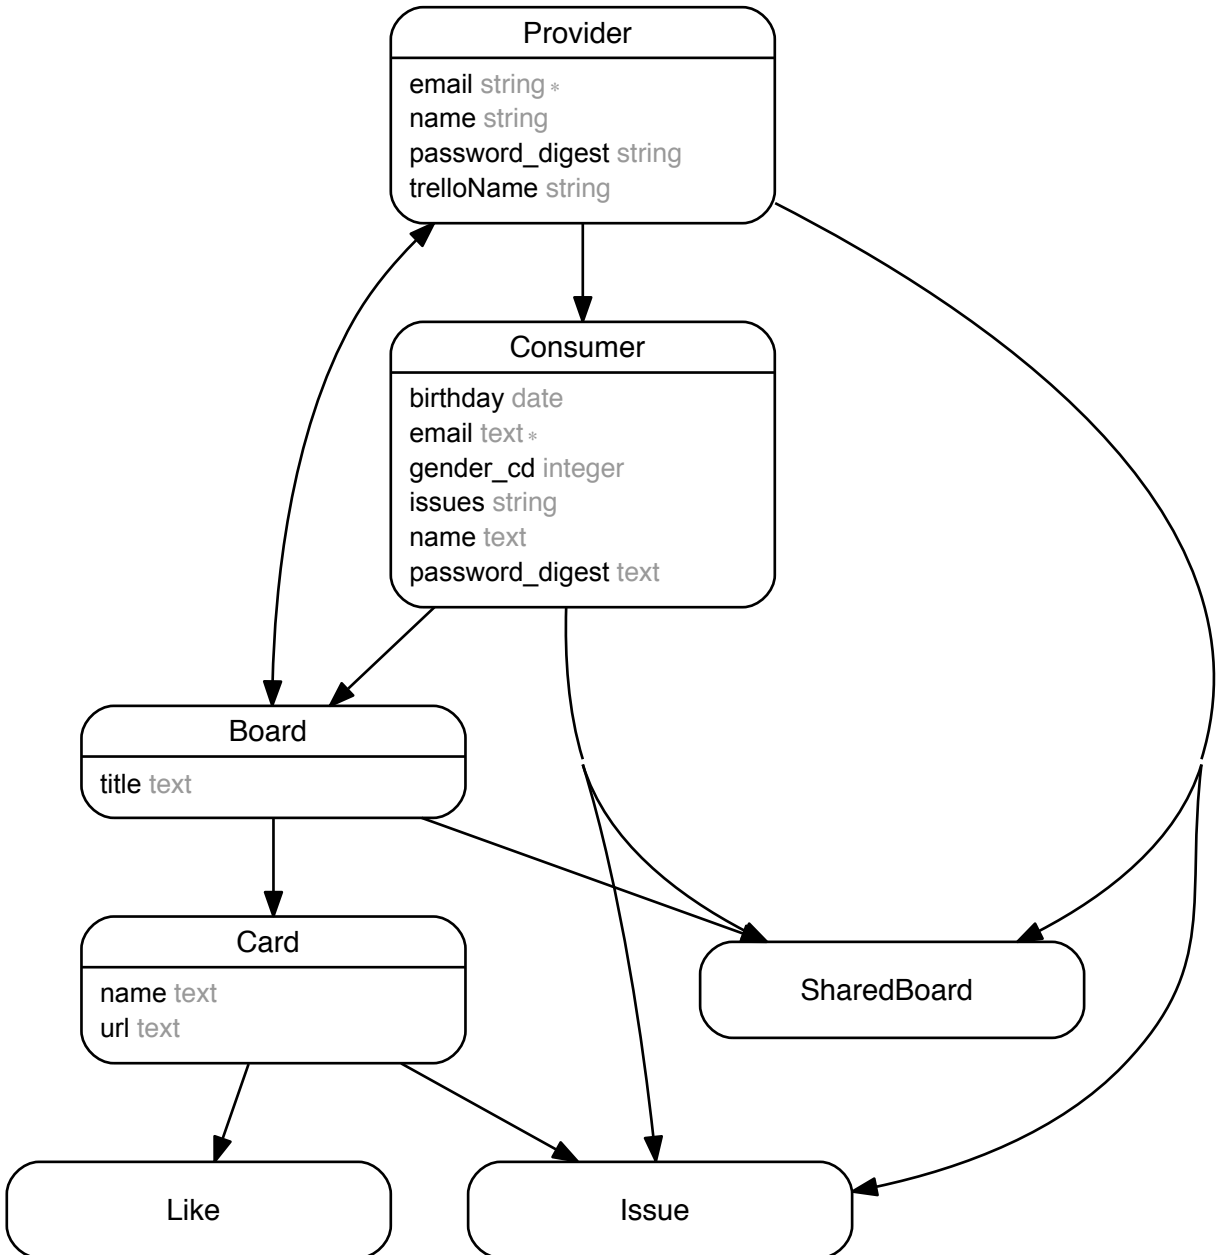 Provider
email string *
name string
password_digest string
trelloName string
Consumer
birthday date
email text *
gender_cd integer
issues string
name text
password_digest text
Board
title text
Card
name text
url text
SharedBoard
Like
Issue